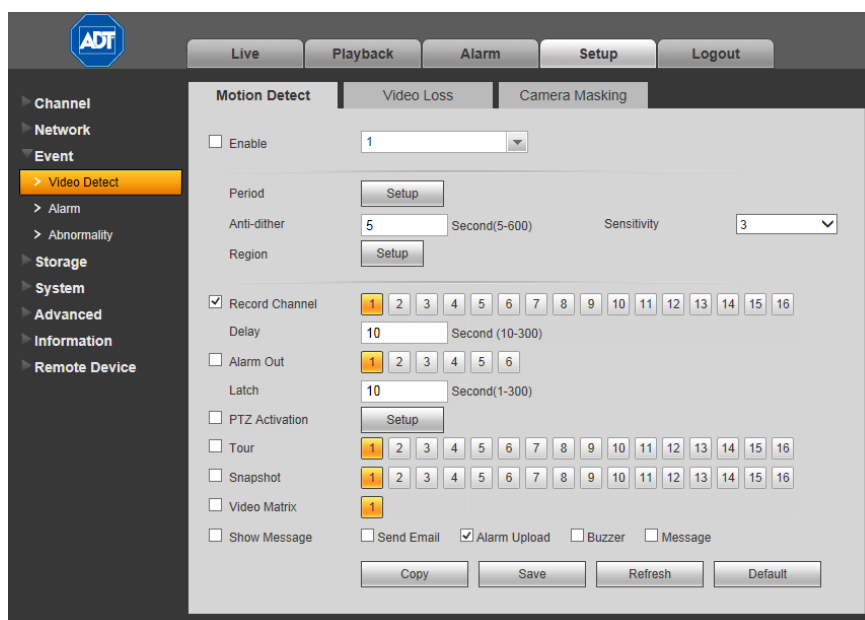 ADT
Live Playback Alarm Setup Logout
Motion Detect Video Loss Camera Masking
Channel
Network
Event
> Video Detect
> Alarm
> Abnormality
Storage
System
Advanced
Information
Remote Device
Enable 1
Period Setup
Anti-dither 5 Second(5-600) Sensitivity 3
Region Setup
Record Channel 1 2 3 4 5 6 7 8 9 10 11 12 13 14 15 16
Delay 10 Second (10-300)
Alarm Out 1 2 3 4 5 6
Latch 10 Second(1-300)
PTZ Activation Setup
Tour 1 2 3 4 5 6 7 8 9 10 11 12 13 14 15 16
Snapshot 1 2 3 4 5 6 7 8 9 10 11 12 13 14 15 16
Video Matrix 1
Show Message Send Email Alarm Upload Buzzer Message
Copy Save Refresh Default